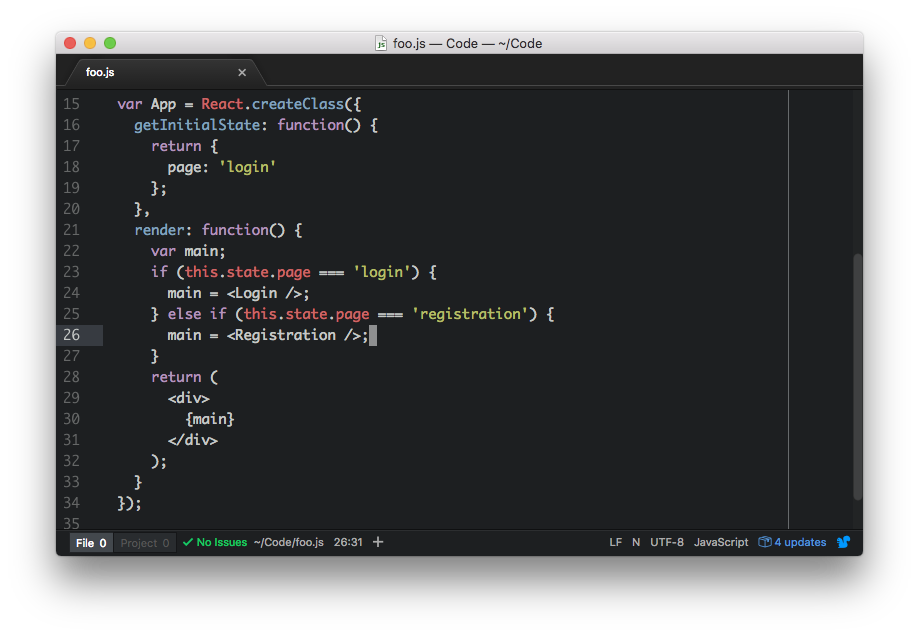 foo.js — Code — ~/Code
foo.js
15 var App = React.createClass({
16   getInitialState: function() {
17     return {
18       page: 'login'
19     };
20   },
21   render: function() {
22     var main;
23     if (this.state.page === 'login') {
24       main = <Login />;
25     } else if (this.state.page === 'registration') {
26       main = <Registration />;
27     }
28     return (
29       <div>
30         {main}
31       </div>
32     );
33   }
34 });
35
File 0 Project 0 No Issues ~/Code/foo.js 26:31 + LF N UTF-8 JavaScript 4 updates